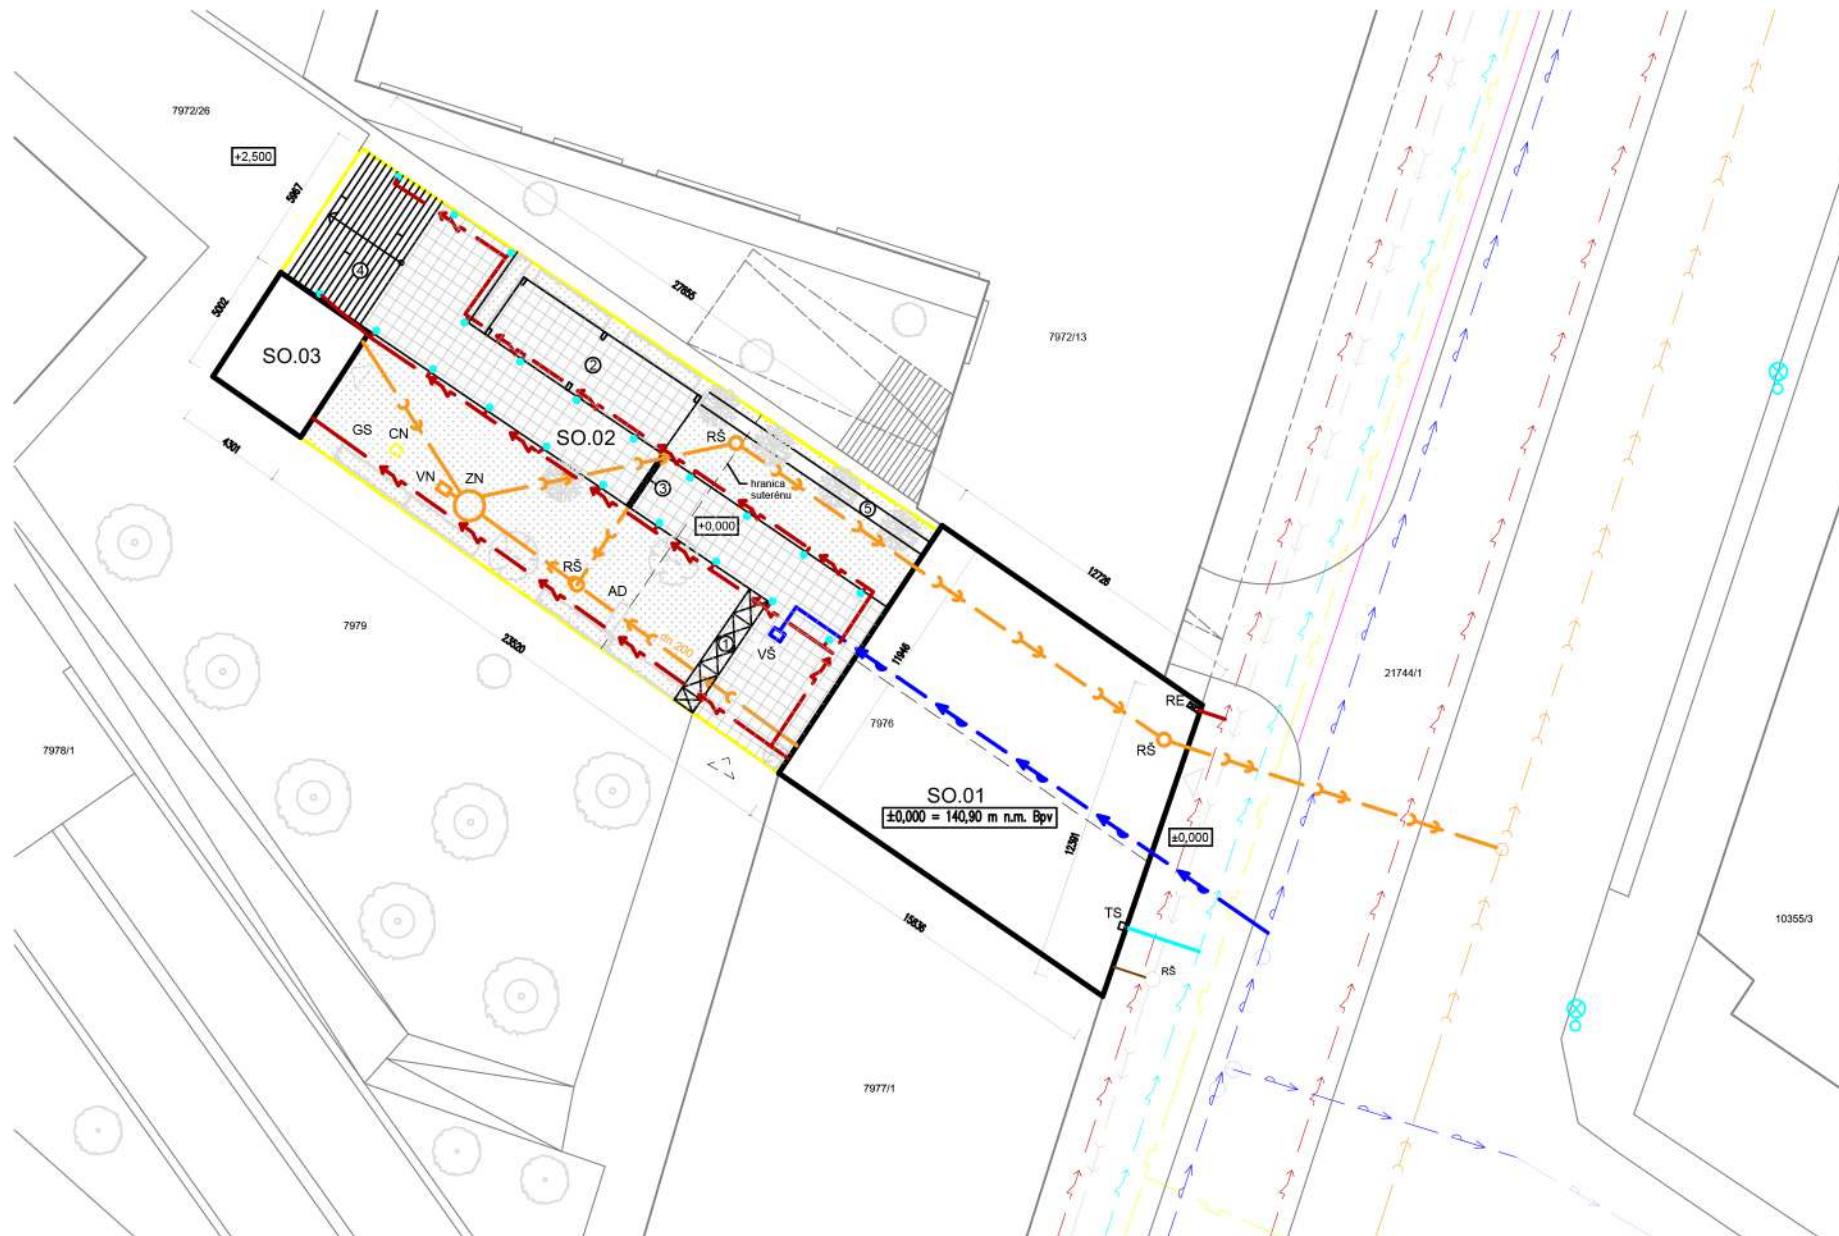 7972/26
+2,500
5967
5002
4301
27855
7972/13
④
②
SO.03
GS
CN
VN
ZN
SO.02
RŠ
③
hranica
suterénu
+0,000
⑤
RŠ
AD
dn 200
①
VŠ
23520
7979
7978/1
12726
11946
7976
RE
RŠ
21744/1
SO.01
±0,000 = 140,90 m n.m. Bpv
12391
±0,000
TS
RŠ
15636
10355/3
7977/1